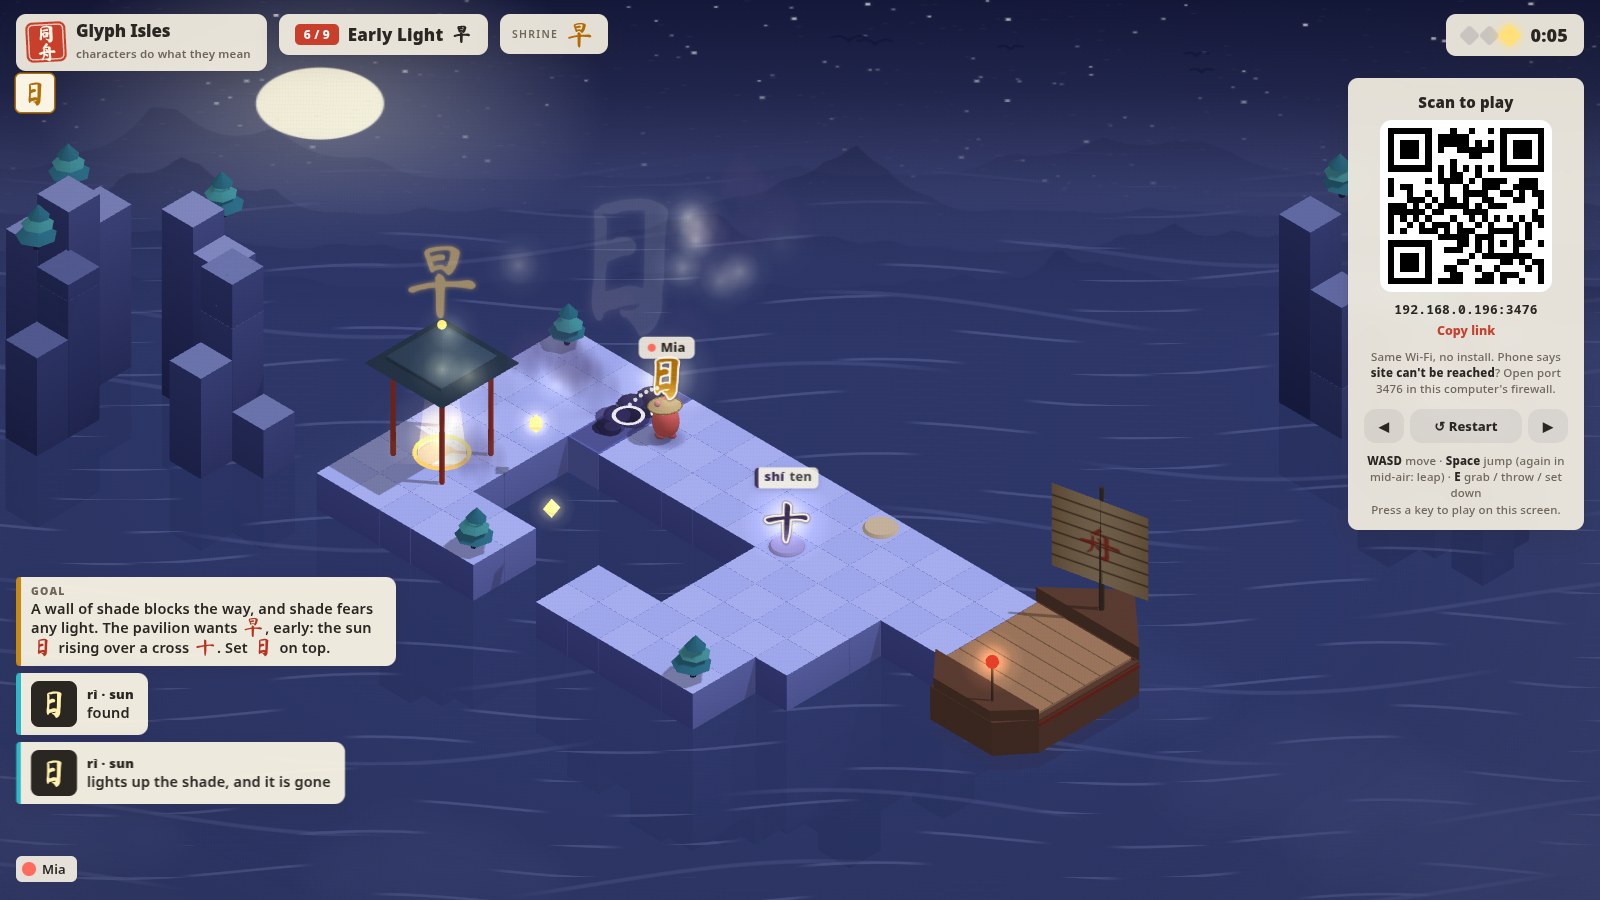 同舟
Glyph Isles
characters do what they mean
6 / 9 Early Light 早
SHRINE 早
0:05
日
Scan to play
192.168.0.196:3476
Copy link
Same Wi-Fi, no install. Phone says
site can't be reached? Open port
3476 in this computer's firewall.
◀ ↺ Restart ▶
WASD move · Space jump (again in
mid-air: leap) · E grab / throw / set
down
Press a key to play on this screen.
日
早
Mia
日
shí ten
十
舟
GOAL
A wall of shade blocks the way, and shade fears
any light. The pavilion wants 早, early: the sun
日 rising over a cross 十. Set 日 on top.
日 rì · sun
found
日 rì · sun
lights up the shade, and it is gone
Mia